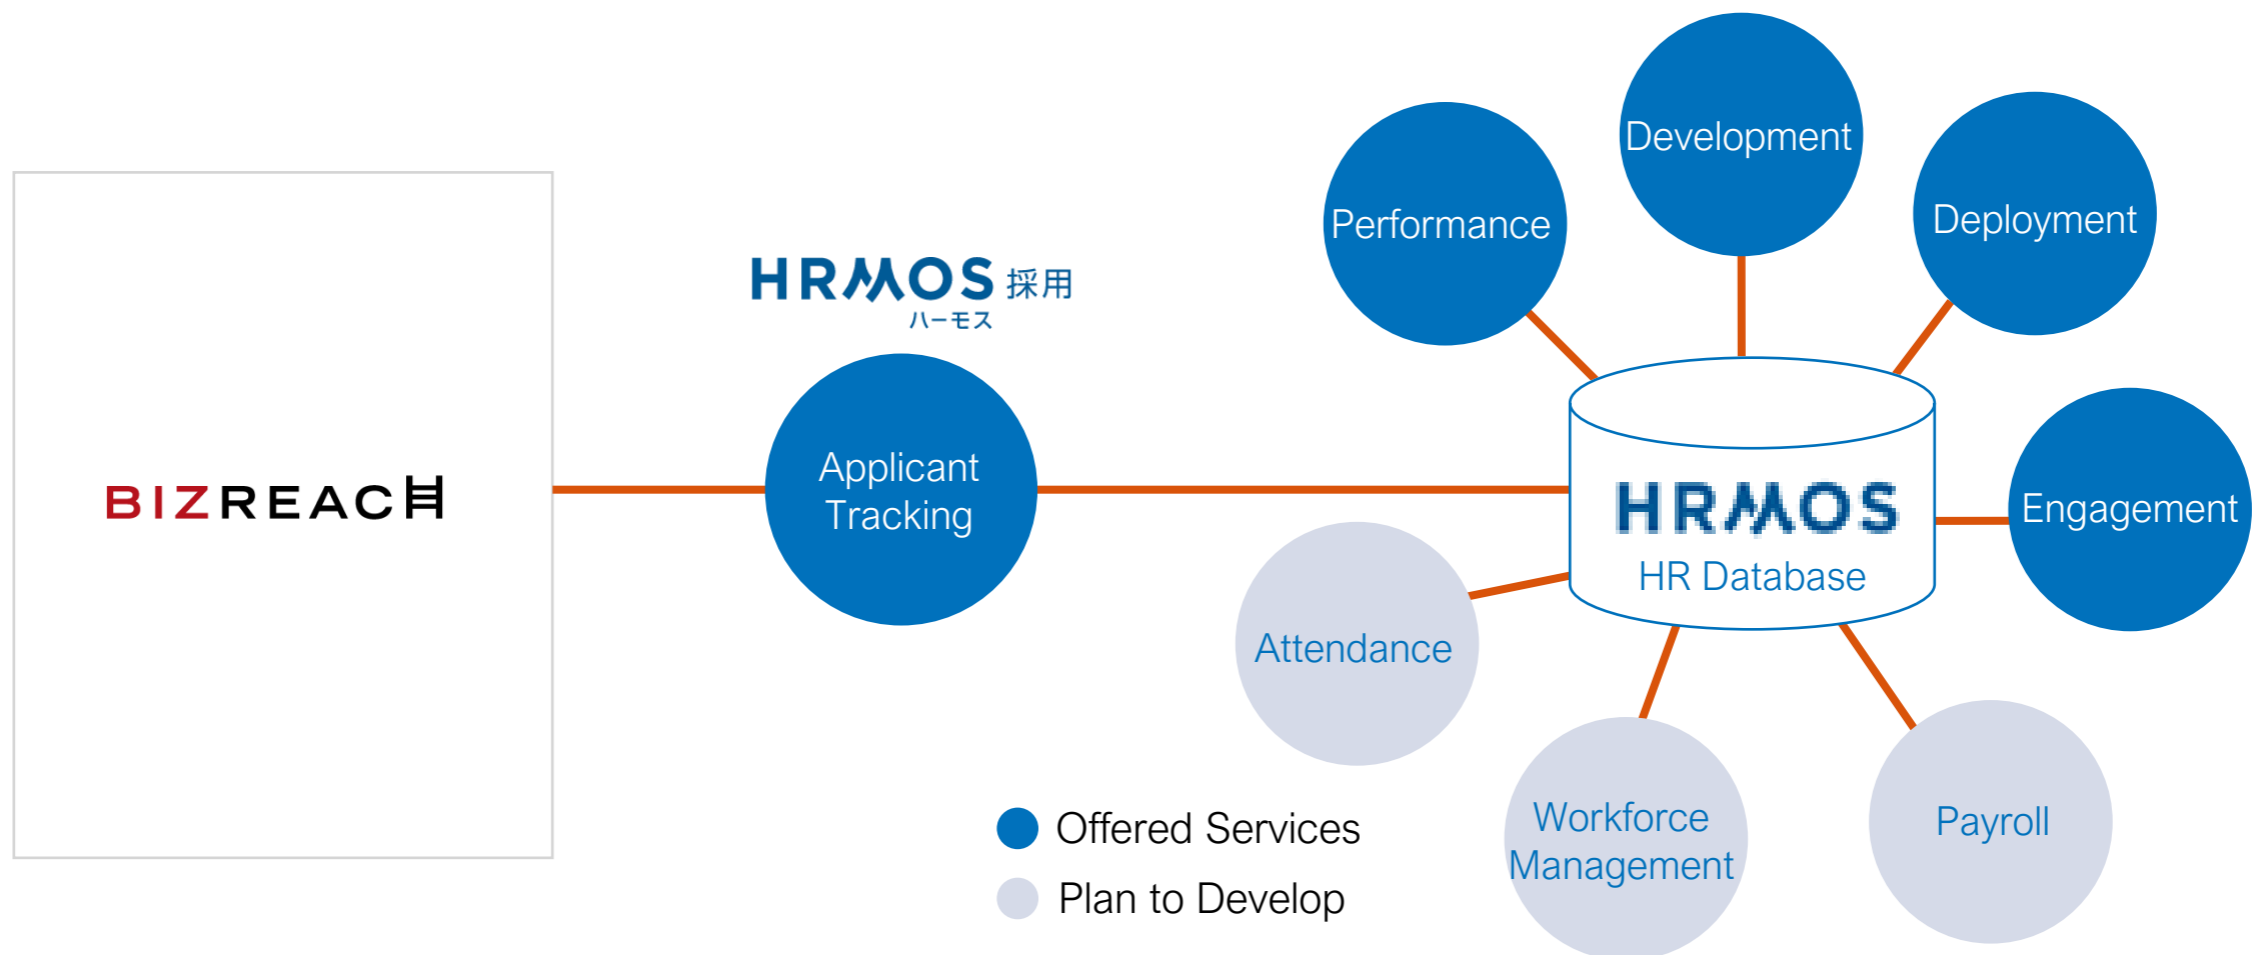 BIZREACH
HRMOS 採用
ハーモス
Applicant
Tracking
Performance
Development
Deployment
Engagement
HRMOS
HR Database
Attendance
Workforce
Management
Payroll
Offered Services
Plan to Develop